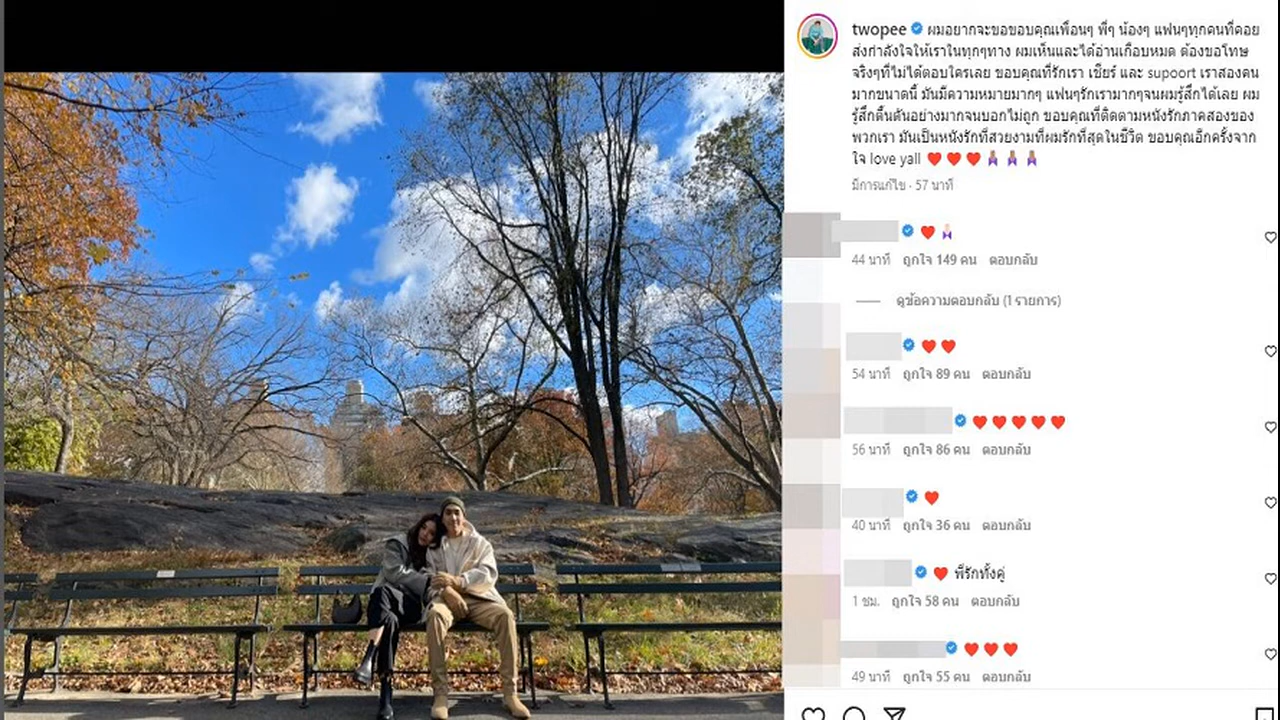 twopee ผมอยากจะขอขอบคุณเพื่อนๆ พี่ๆ น้องๆ แฟนๆทุกคนที่คอย
ส่งกำลังใจให้เราในทุกๆทาง ผมเห็นและได้อ่านเกือบหมด ต้องขอโทษ
จริงๆที่ไม่ได้ตอบใครเลย ขอบคุณที่รักเรา เชียร์ และ supoort เราสองคน
มากขนาดนี้ มันมีความหมายมากๆ แฟนๆรักเรามากๆจนผมรู้สึกได้เลย ผม
รู้สึกตื้นตันอย่างมากจนบอกไม่ถูก ขอบคุณที่ติดตามหนังรักภาคสองของ
พวกเรา มันเป็นหนังรักที่สวยงามที่ผมรักที่สุดในชีวิต ขอบคุณอีกครั้งจาก
ใจ love yall ❤️❤️❤️🙏🏽🙏🏽🙏🏽
มีการแก้ไข · 57 นาที
❤️🙏🏻
44 นาที ถูกใจ 149 คน ตอบกลับ
ดูข้อความตอบกลับ (1 รายการ)
❤️❤️
54 นาที ถูกใจ 89 คน ตอบกลับ
❤️❤️❤️❤️❤️
56 นาที ถูกใจ 86 คน ตอบกลับ
❤️
40 นาที ถูกใจ 36 คน ตอบกลับ
❤️ พี่รักทั้งคู่
1 ชม. ถูกใจ 58 คน ตอบกลับ
❤️❤️❤️
49 นาที ถูกใจ 55 คน ตอบกลับ